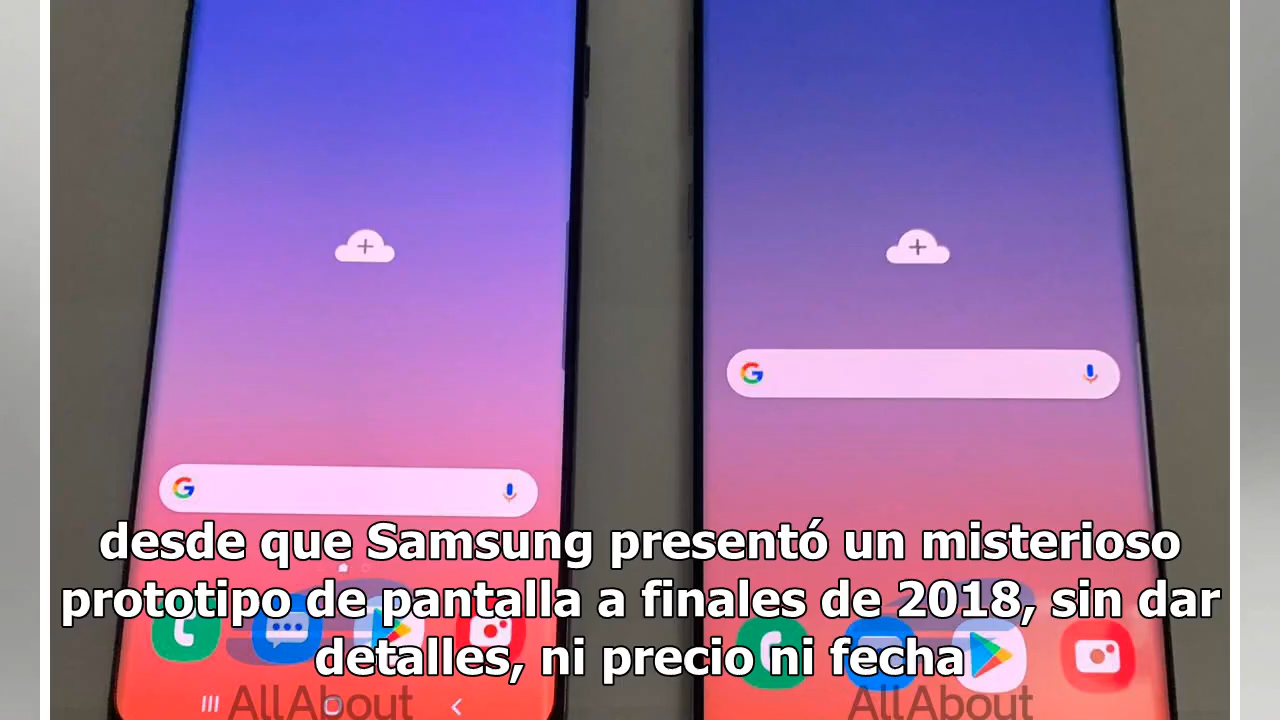 desde que Samsung presentó un misterioso
prototipo de pantalla a finales de 2018, sin dar
detalles, ni precio ni fecha
AllAbout AllAbout